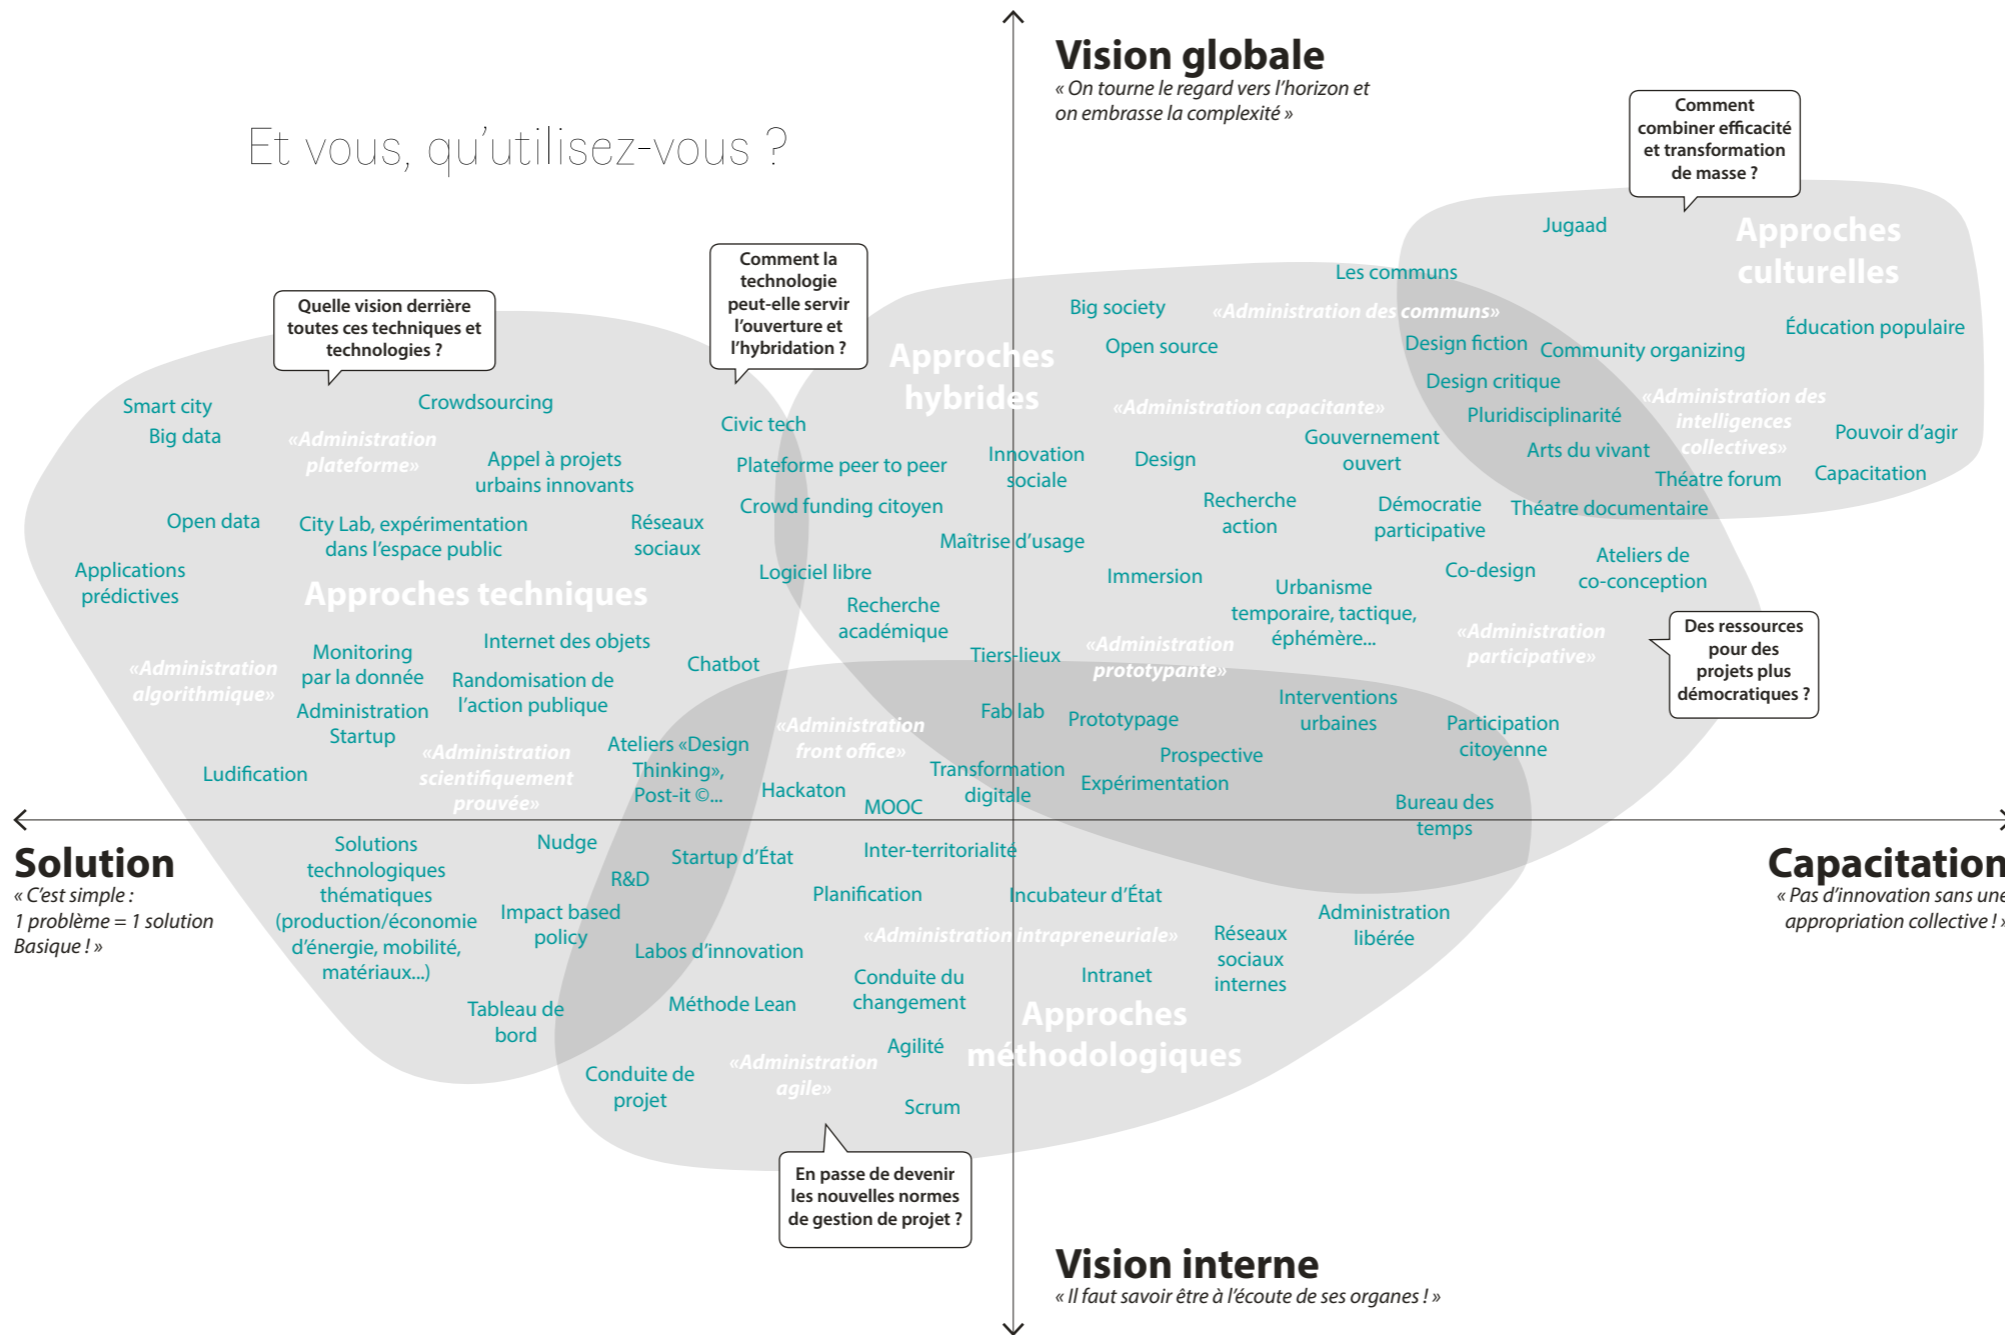 Vision globale
« On tourne le regard vers l’horizon et
on embrasse la complexité »
Et vous, qu’utilisez-vous ?
Comment
combiner efficacité
et transformation
de masse ?
Jugaad
Approches
culturelles
Éducation populaire
Community organizing
«Administration des
intelligences
collectives»
Pouvoir d’agir
Capacitation
Les communs
Big society
«Administration des communs»
Open source
Design fiction
Design critique
Pluridisciplinarité
Arts du vivant
Théatre forum
Théatre documentaire
Approches
hybrides
«Administration capacitante»
Gouvernement
ouvert
Innovation
sociale
Design
Recherche
action
Démocratie
participative
Maîtrise d’usage
Immersion
Co-design
Ateliers de
co-conception
Urbanisme
temporaire, tactique,
éphémère...
Recherche
académique
Tiers-lieux
«Administration
prototypante»
«Administration
participative»
Des ressources
pour des
projets plus
démocratiques ?
Comment la
technologie
peut-elle servir
l’ouverture et
l’hybridation ?
Civic tech
Plateforme peer to peer
Crowd funding citoyen
Logiciel libre
Quelle vision derrière
toutes ces techniques et
technologies ?
Smart city
Big data
Crowdsourcing
«Administration
plateforme»
Appel à projets
urbains innovants
Open data
City Lab, expérimentation
dans l’espace public
Réseaux
sociaux
Applications
prédictives
Approches techniques
Internet des objets
Monitoring
par la donnée
Chatbot
«Administration
algorithmique»
Randomisation de
l’action publique
Administration
Startup
«Administration
scientifiquement
prouvée»
Ludification
Ateliers «Design
Thinking»,
Post-it ©...
«Administration
front office»
Hackaton
MOOC
Fab lab
Prototypage
Interventions
urbaines
Participation
citoyenne
Prospective
Transformation
digitale
Expérimentation
Bureau des
temps
Solution
« C’est simple :
1 problème = 1 solution
Basique ! »
Capacitation
« Pas d’innovation sans une
appropriation collective ! »
Solutions
technologiques
thématiques
(production/économie
d’énergie, mobilité,
matériaux...)
Nudge
R&D
Startup d’État
Inter-territorialité
Planification
Incubateur d’État
Impact based
policy
Labos d’innovation
«Administration intrapreneuriale»
Réseaux
sociaux
internes
Administration
libérée
Conduite du
changement
Intranet
Tableau de
bord
Méthode Lean
Approches
méthodologiques
Agilité
«Administration
agile»
Conduite de
projet
Scrum
En passe de devenir
les nouvelles normes
de gestion de projet ?
Vision interne
« Il faut savoir être à l’écoute de ses organes ! »